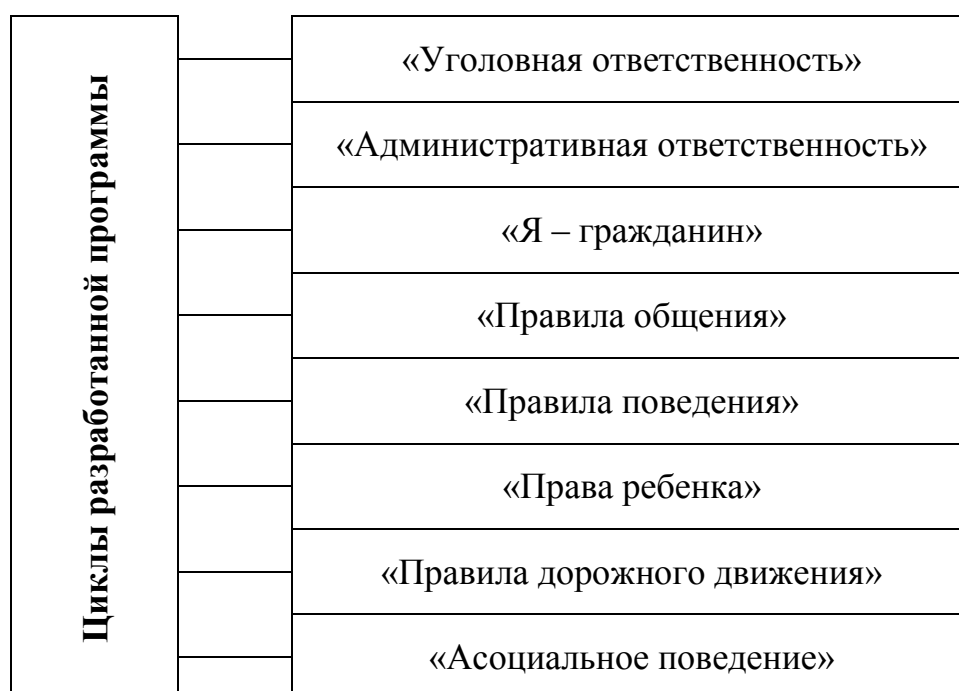 Циклы разработанной программы
«Уголовная ответственность»
«Административная ответственность»
«Я – гражданин»
«Правила общения»
«Правила поведения»
«Права ребенка»
«Правила дорожного движения»
«Асоциальное поведение»